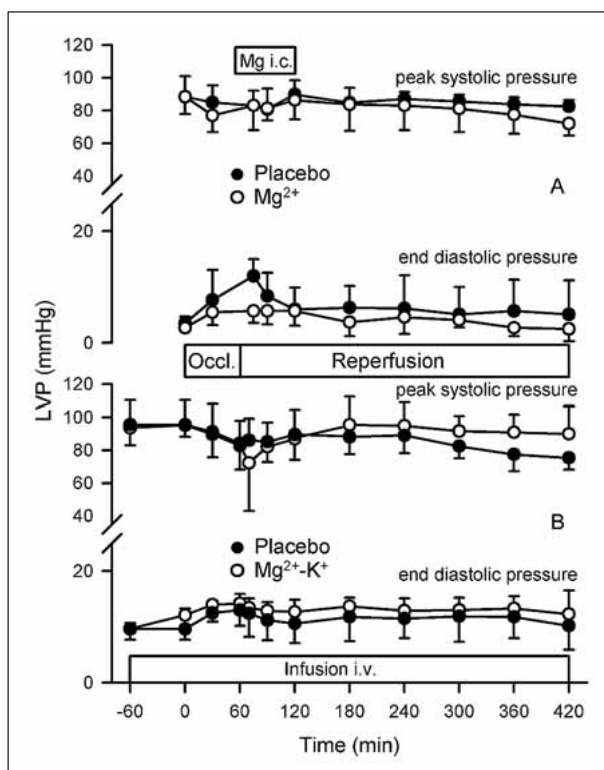 120
100
80
60
40
20
0
Mg i.c.
peak systolic pressure
Placebo
Mg²⁺
A
end diastolic pressure
Occl.
Reperfusion
LVP (mmHg)
120
100
80
60
40
20
0
peak systolic pressure
Placebo
Mg²⁺-K⁺
B
end diastolic pressure
Infusion i.v.
-60 0 60 120 180 240 300 360 420
Time (min)